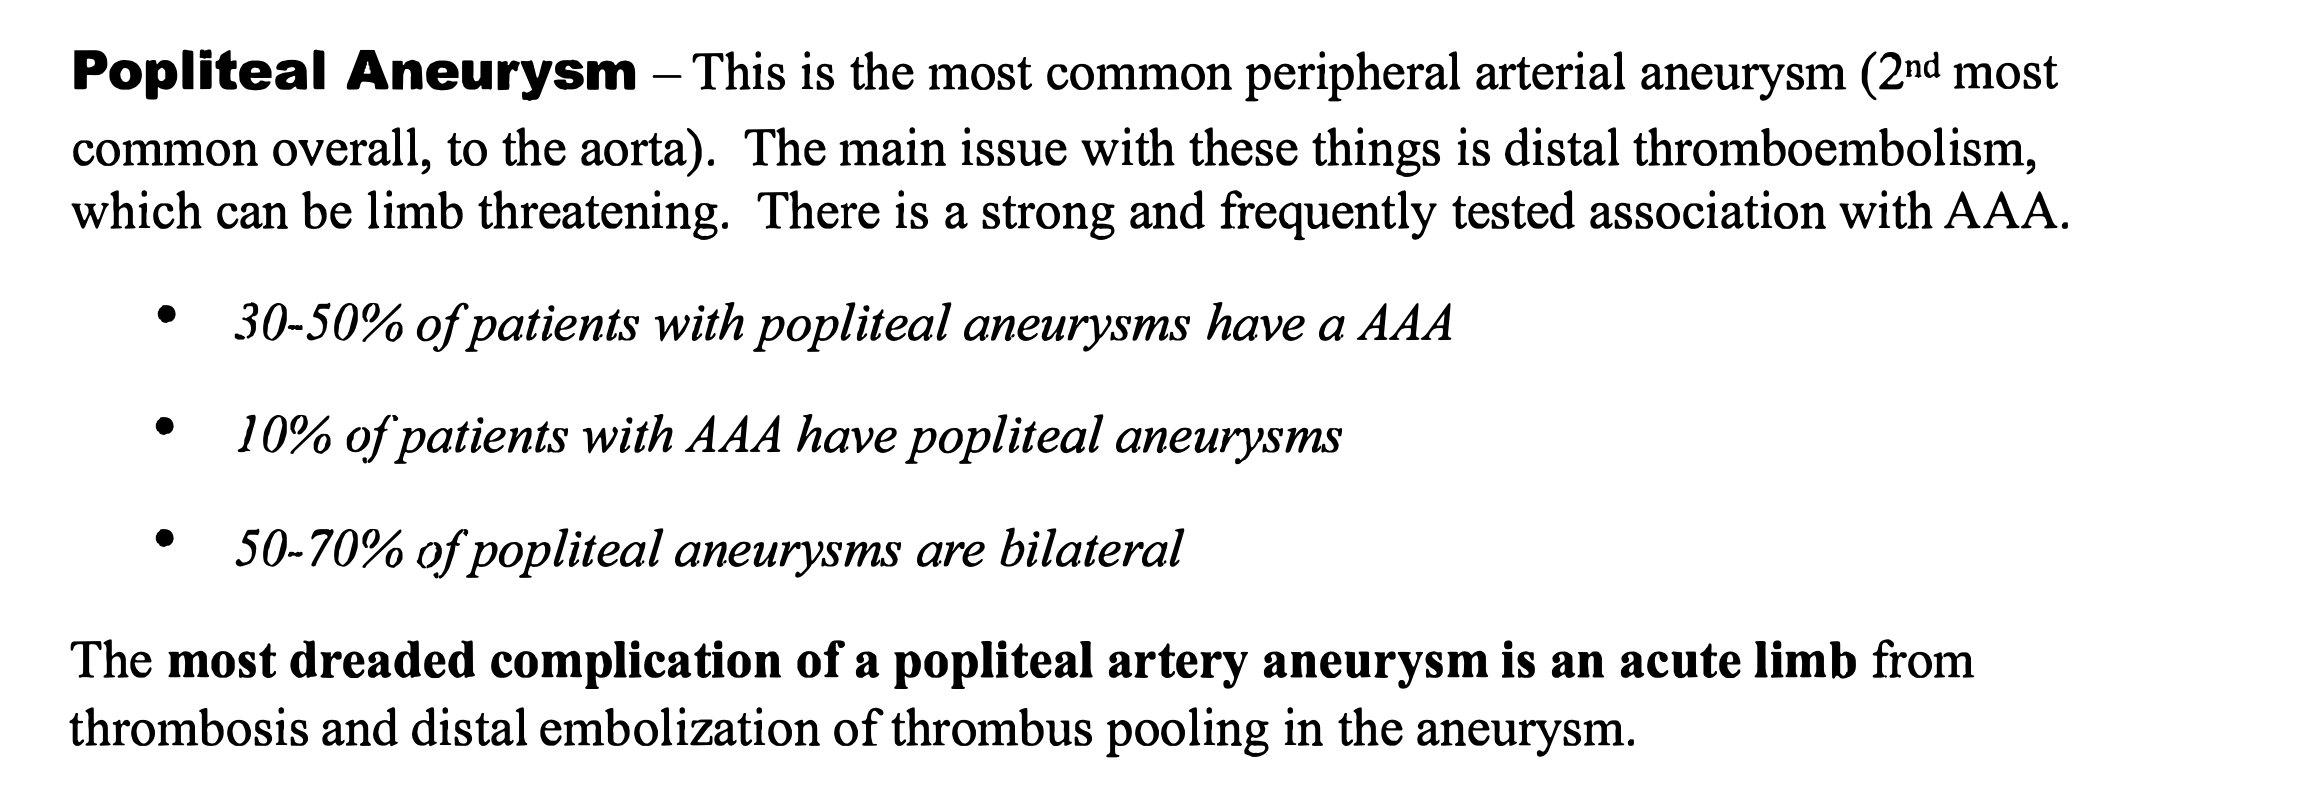 Popliteal Aneurysm – This is the most common peripheral arterial aneurysm (2nd most
common overall, to the aorta). The main issue with these things is distal thromboembolism,
which can be limb threatening. There is a strong and frequently tested association with AAA.
• 30-50% of patients with popliteal aneurysms have a AAA
• 10% of patients with AAA have popliteal aneurysms
• 50-70% of popliteal aneurysms are bilateral
The most dreaded complication of a popliteal artery aneurysm is an acute limb from
thrombosis and distal embolization of thrombus pooling in the aneurysm.